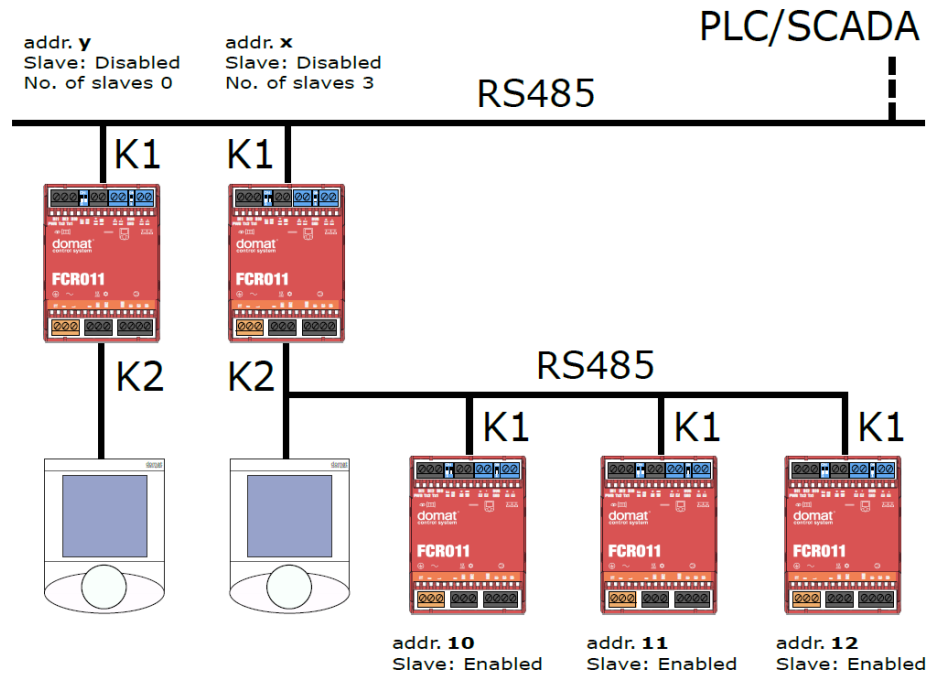 PLC/SCADA
addr. y
Slave: Disabled
No. of slaves 0
addr. x
Slave: Disabled
No. of slaves 3
RS485
K1
K1
domat
control system
FCR011
domat
control system
FCR011
K2
K2
RS485
K1
K1
K1
domat
domat
domat
control system
FCR011
domat
control system
FCR011
domat
control system
FCR011
addr. 10
Slave: Enabled
addr. 11
Slave: Enabled
addr. 12
Slave: Enabled